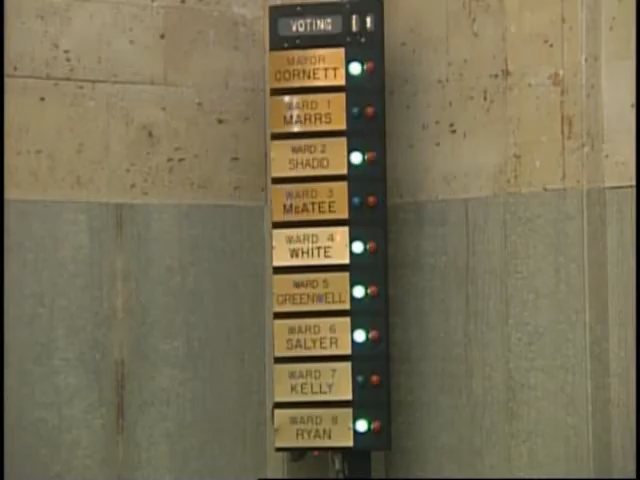 VOTING
MAYOR
CORNETT
WARD 1
MARRS
WARD 2
SHADID
WARD 3
McATEE
WARD 4
WHITE
WARD 5
GREENWELL
WARD 6
SALYER
WARD 7
KELLY
WARD 8
RYAN